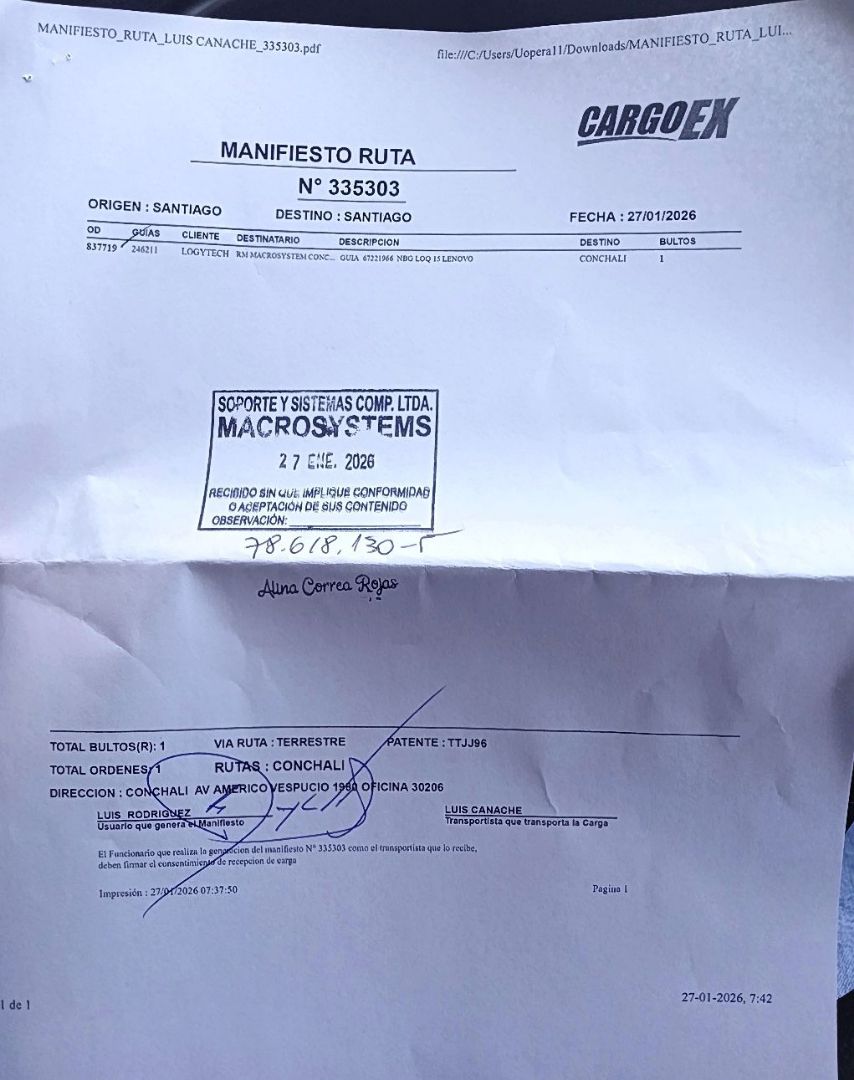 MANIFIESTO_RUTA_LUIS CANACHE_335303.pdf
file:///C:/Users/Uopera11/Downloads/MANIFIESTO_RUTA_LUI...
CARGOEX
MANIFIESTO RUTA
N° 335303
ORIGEN : SANTIAGO DESTINO : SANTIAGO FECHA : 27/01/2026
OD GUIAS CLIENTE DESTINATARIO DESCRIPCION DESTINO BULTOS
837719 246211 LOGYTECH RM MACROSYSTEM CONC... GUIA 67221966 NBG LOQ 15 LENOVO CONCHALI 1
SOPORTE Y SISTEMAS COMP. LTDA.
MACROSYSTEMS
27 ENE. 2026
RECIBIDO SIN QUE IMPLIQUE CONFORMIDAD
O ACEPTACIÓN DE SUS CONTENIDO
OBSERVACIÓN:
78.618.130-
Alina Correa Rojas
TOTAL BULTOS(R): 1 VIA RUTA : TERRESTRE PATENTE : TTJJ96
TOTAL ORDENES: 1 RUTAS : CONCHALI
DIRECCION : CONCHALI AV AMERICO VESPUCIO 1980 OFICINA 30206
LUIS RODRIGUEZ LUIS CANACHE
Usuario que genera el Manifiesto Transportista que transporta la Carga
El Funcionario que realiza la generacion del manifiesto N° 335303 como el transportista que lo recibe,
deben firmar el consentimiento de recepcion de carga
Impresión : 27/01/2026 07:37:50 Pagina 1
1 de 1 27-01-2026, 7:42